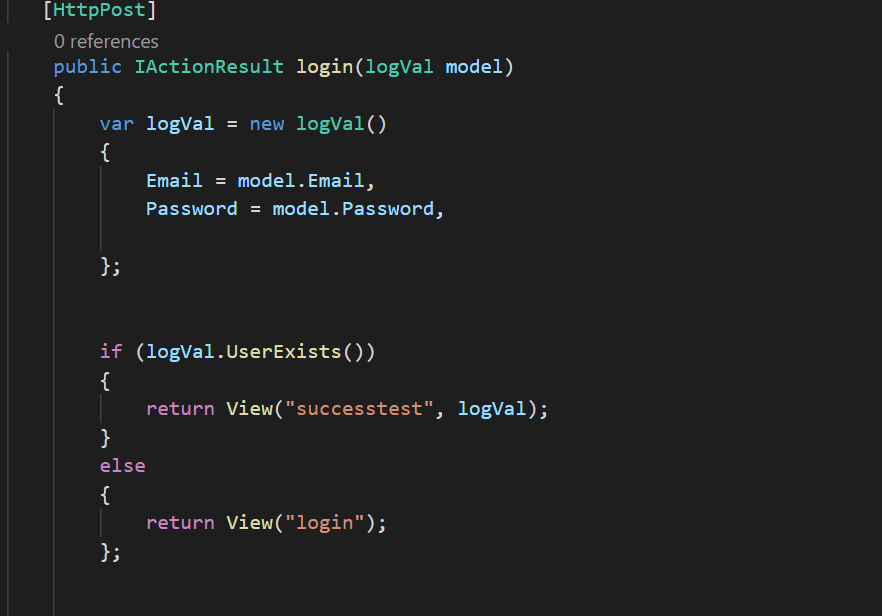 [HttpPost]
0 references
public IActionResult login(logVal model)
{
var logVal = new logVal()
{
Email = model.Email,
Password = model.Password,
};
if (logVal.UserExists())
{
return View("successtest", logVal);
}
else
{
return View("login");
};